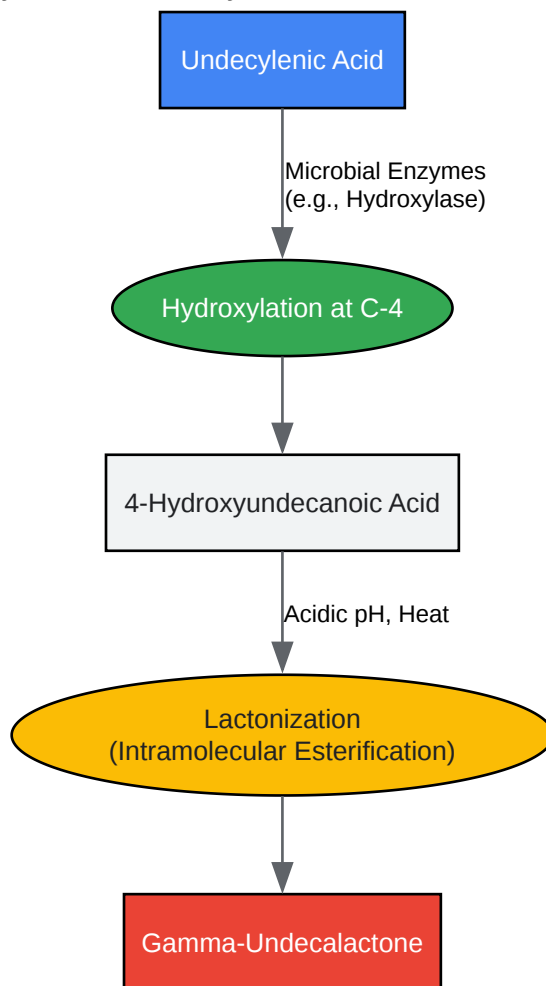 Undecylenic Acid
Microbial Enzymes
(e.g., Hydroxylase)
Hydroxylation at C-4
4-Hydroxyundecanoic Acid
Acidic pH, Heat
Lactonization
(Intramolecular Esterification)
Gamma-Undecalactone